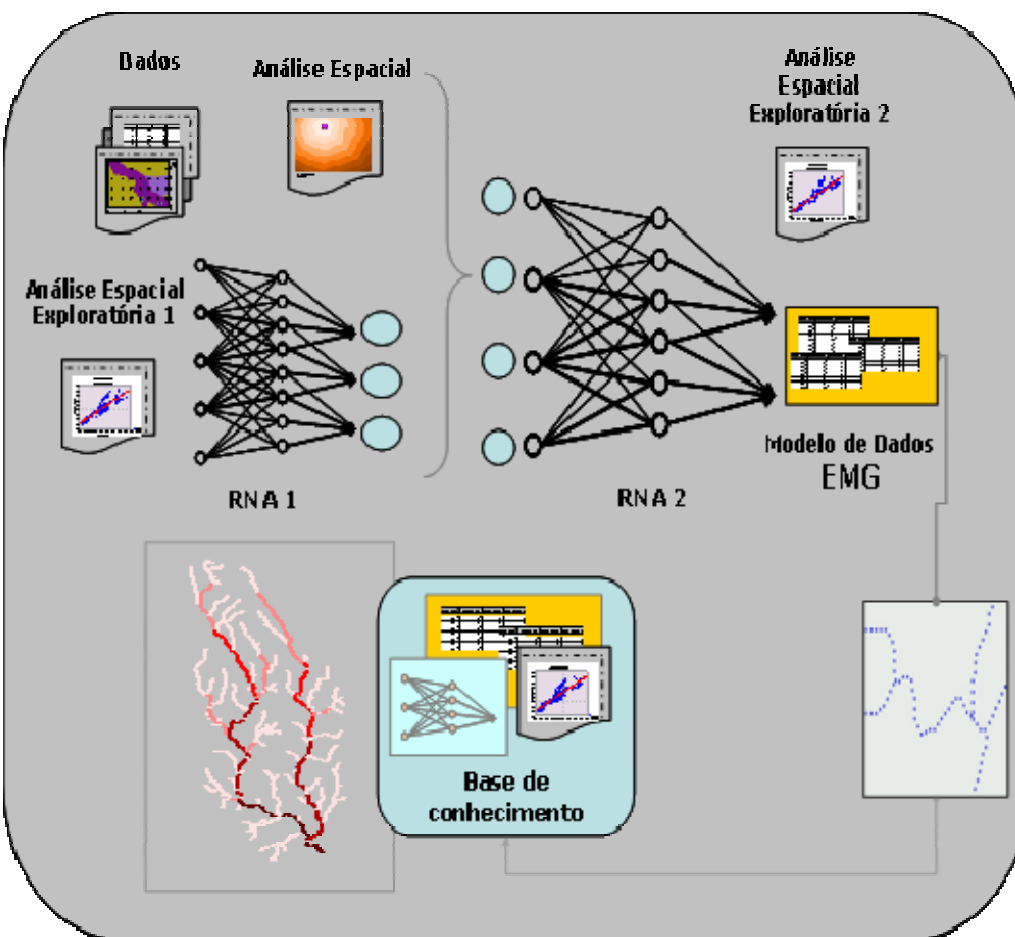 Dados
Análise Espacial
Análise
Espacial
Exploratória 2
Análise Espacial
Exploratória 1
RNA 1
RNA 2
Modelo de Dados
EMG
Base de
conhecimento